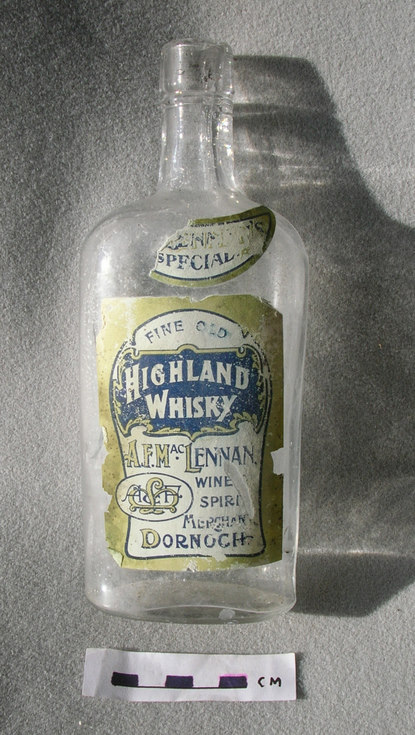 SPECIAL
FINE OLD
HIGHLAND
WHISKY
A.F. MacLENNAN.
WINE
SPIRI
MERCHAN
DORNOCH
CM